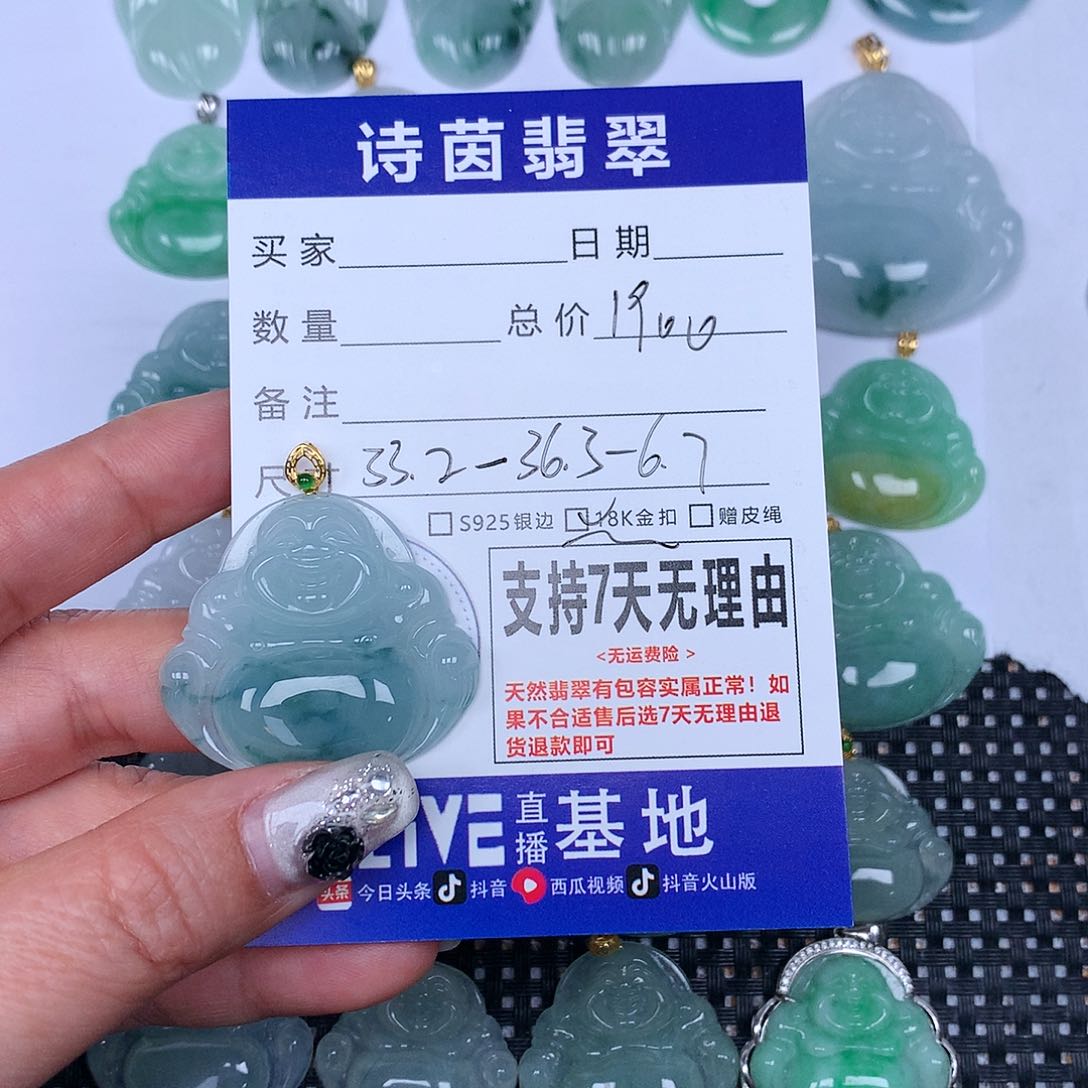 诗茵翡翠
买家 日期
数量 总价 1900
备注
尺寸 33.2-36.3-6.7
S925银边 18K金扣 赠皮绳
支持7天无理由
<无运费险>
天然翡翠有包容实属正常！如
果不合适售后选7天无理由退
货退款即可
LIVE 直播 基地
头条 今日头条 抖音 西瓜视频 抖音火山版